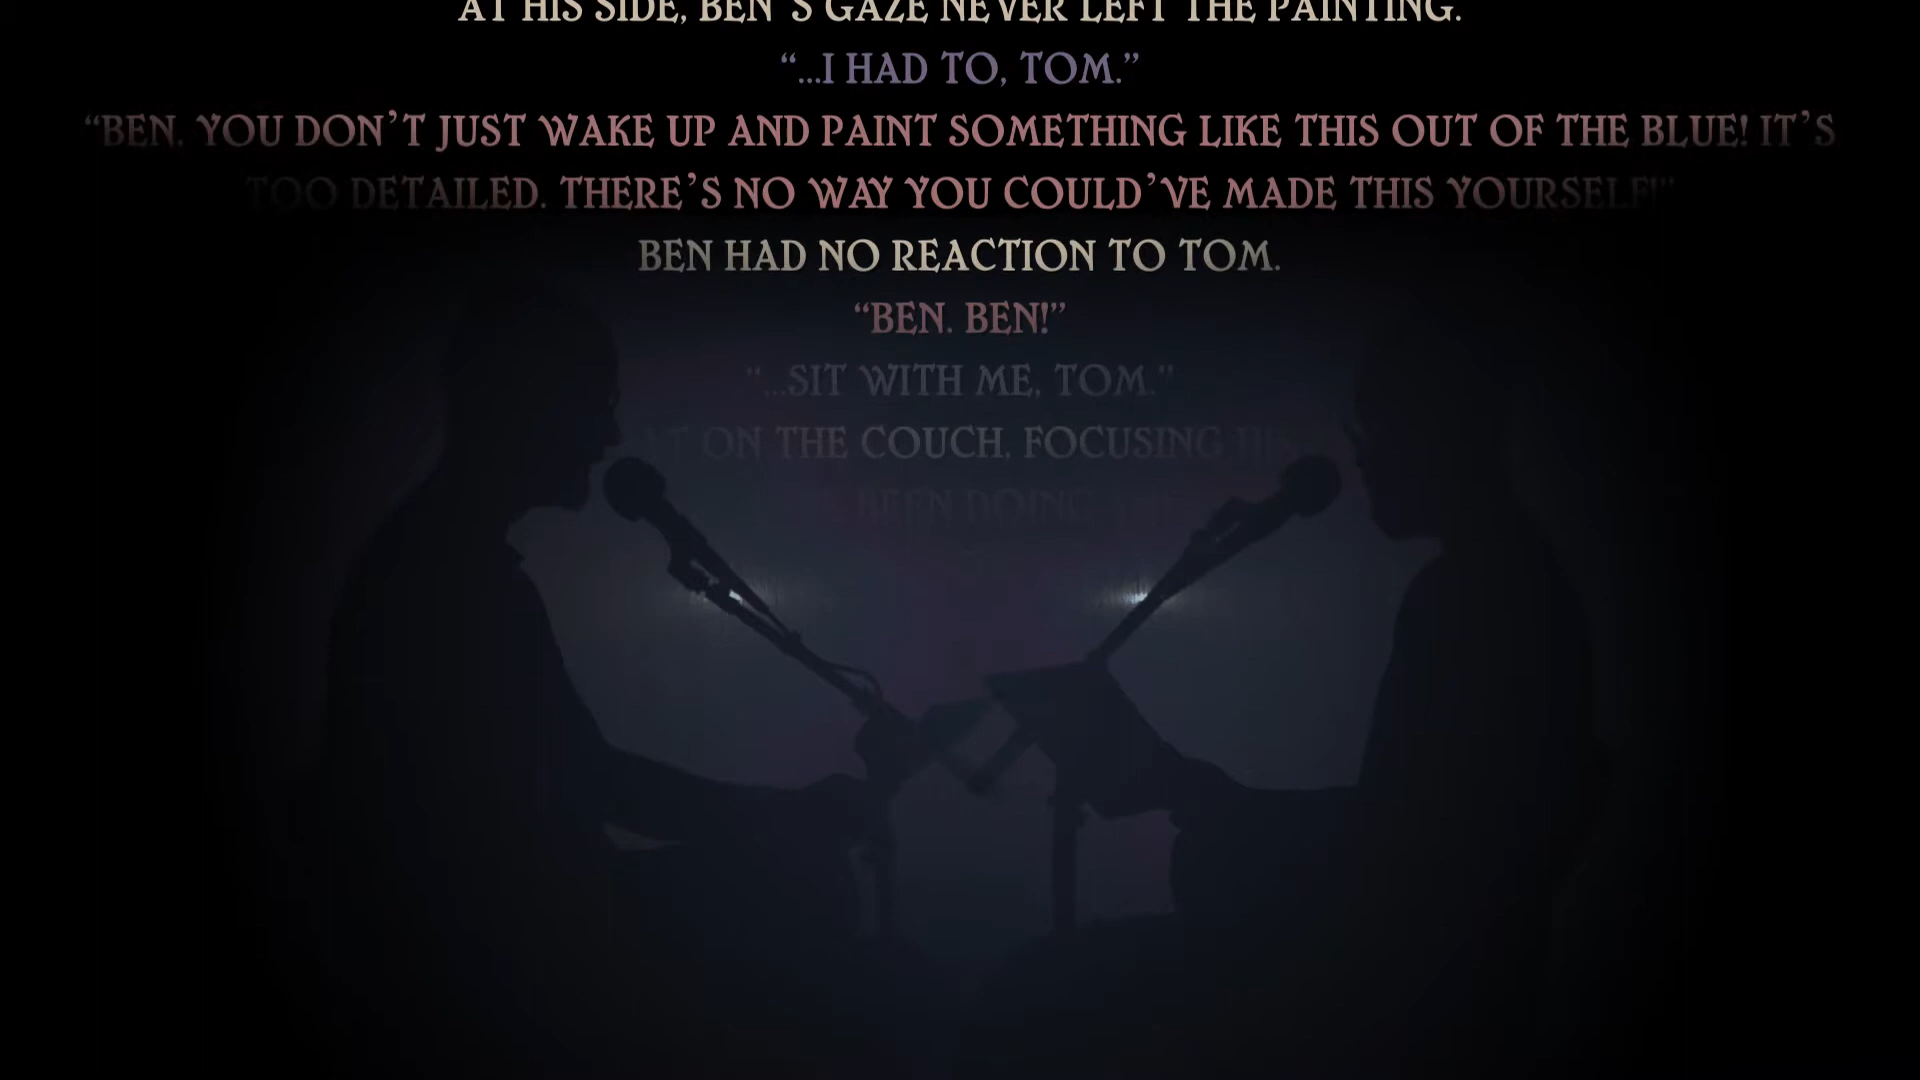 AT HIS SIDE, BEN'S GAZE NEVER LEFT THE PAINTING.
“...I HAD TO, TOM.”
“BEN. YOU DON'T JUST WAKE UP AND PAINT SOMETHING LIKE THIS OUT OF THE BLUE! IT'S
TOO DETAILED. THERE'S NO WAY YOU COULD'VE MADE THIS YOURSELF!”
BEN HAD NO REACTION TO TOM.
“BEN. BEN!”
“...SIT WITH ME, TOM.”
ON THE COUCH, FOCUSING
BEEN DOING